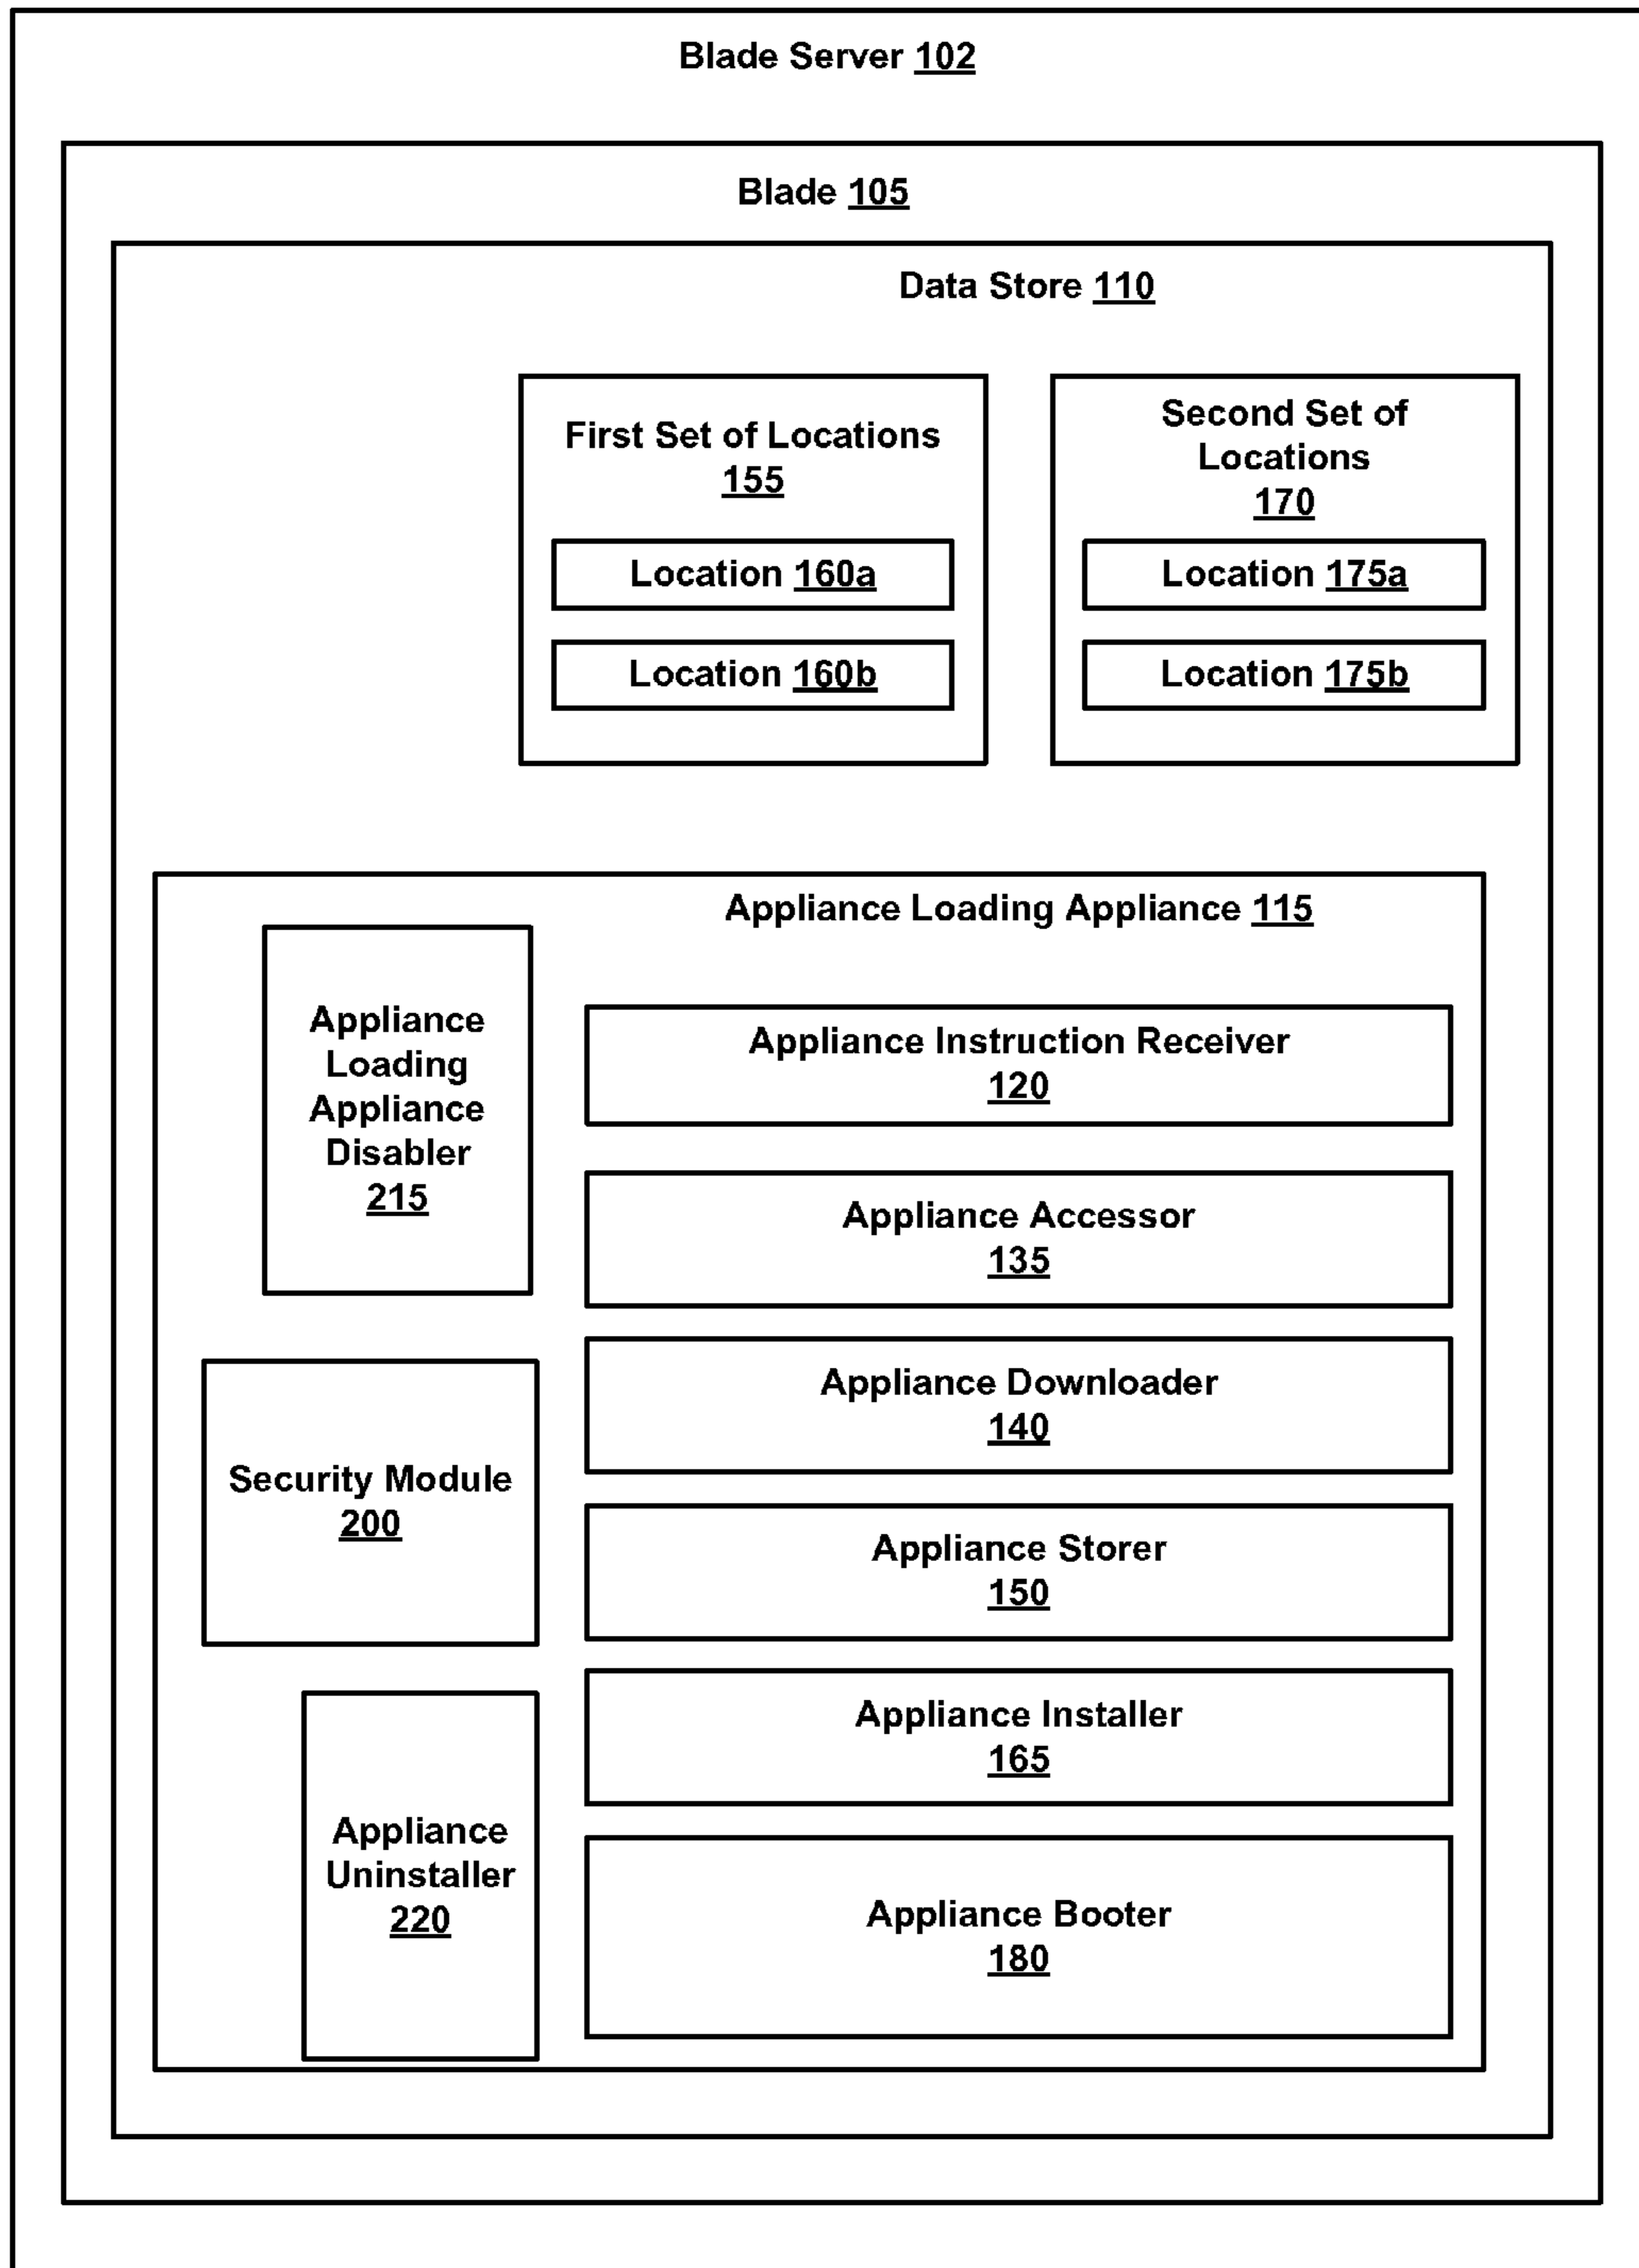 Blade Server 102
Blade 105
Data Store 110
First Set of Locations
155
Location 160a
Location 160b
Second Set of
Locations
170
Location 175a
Location 175b
Appliance Loading Appliance 115
Appliance
Loading
Appliance
Disabler
215
Security Module
200
Appliance
Uninstaller
220
Appliance Instruction Receiver
120
Appliance Accessor
135
Appliance Downloader
140
Appliance Storer
150
Appliance Installer
165
Appliance Booter
180